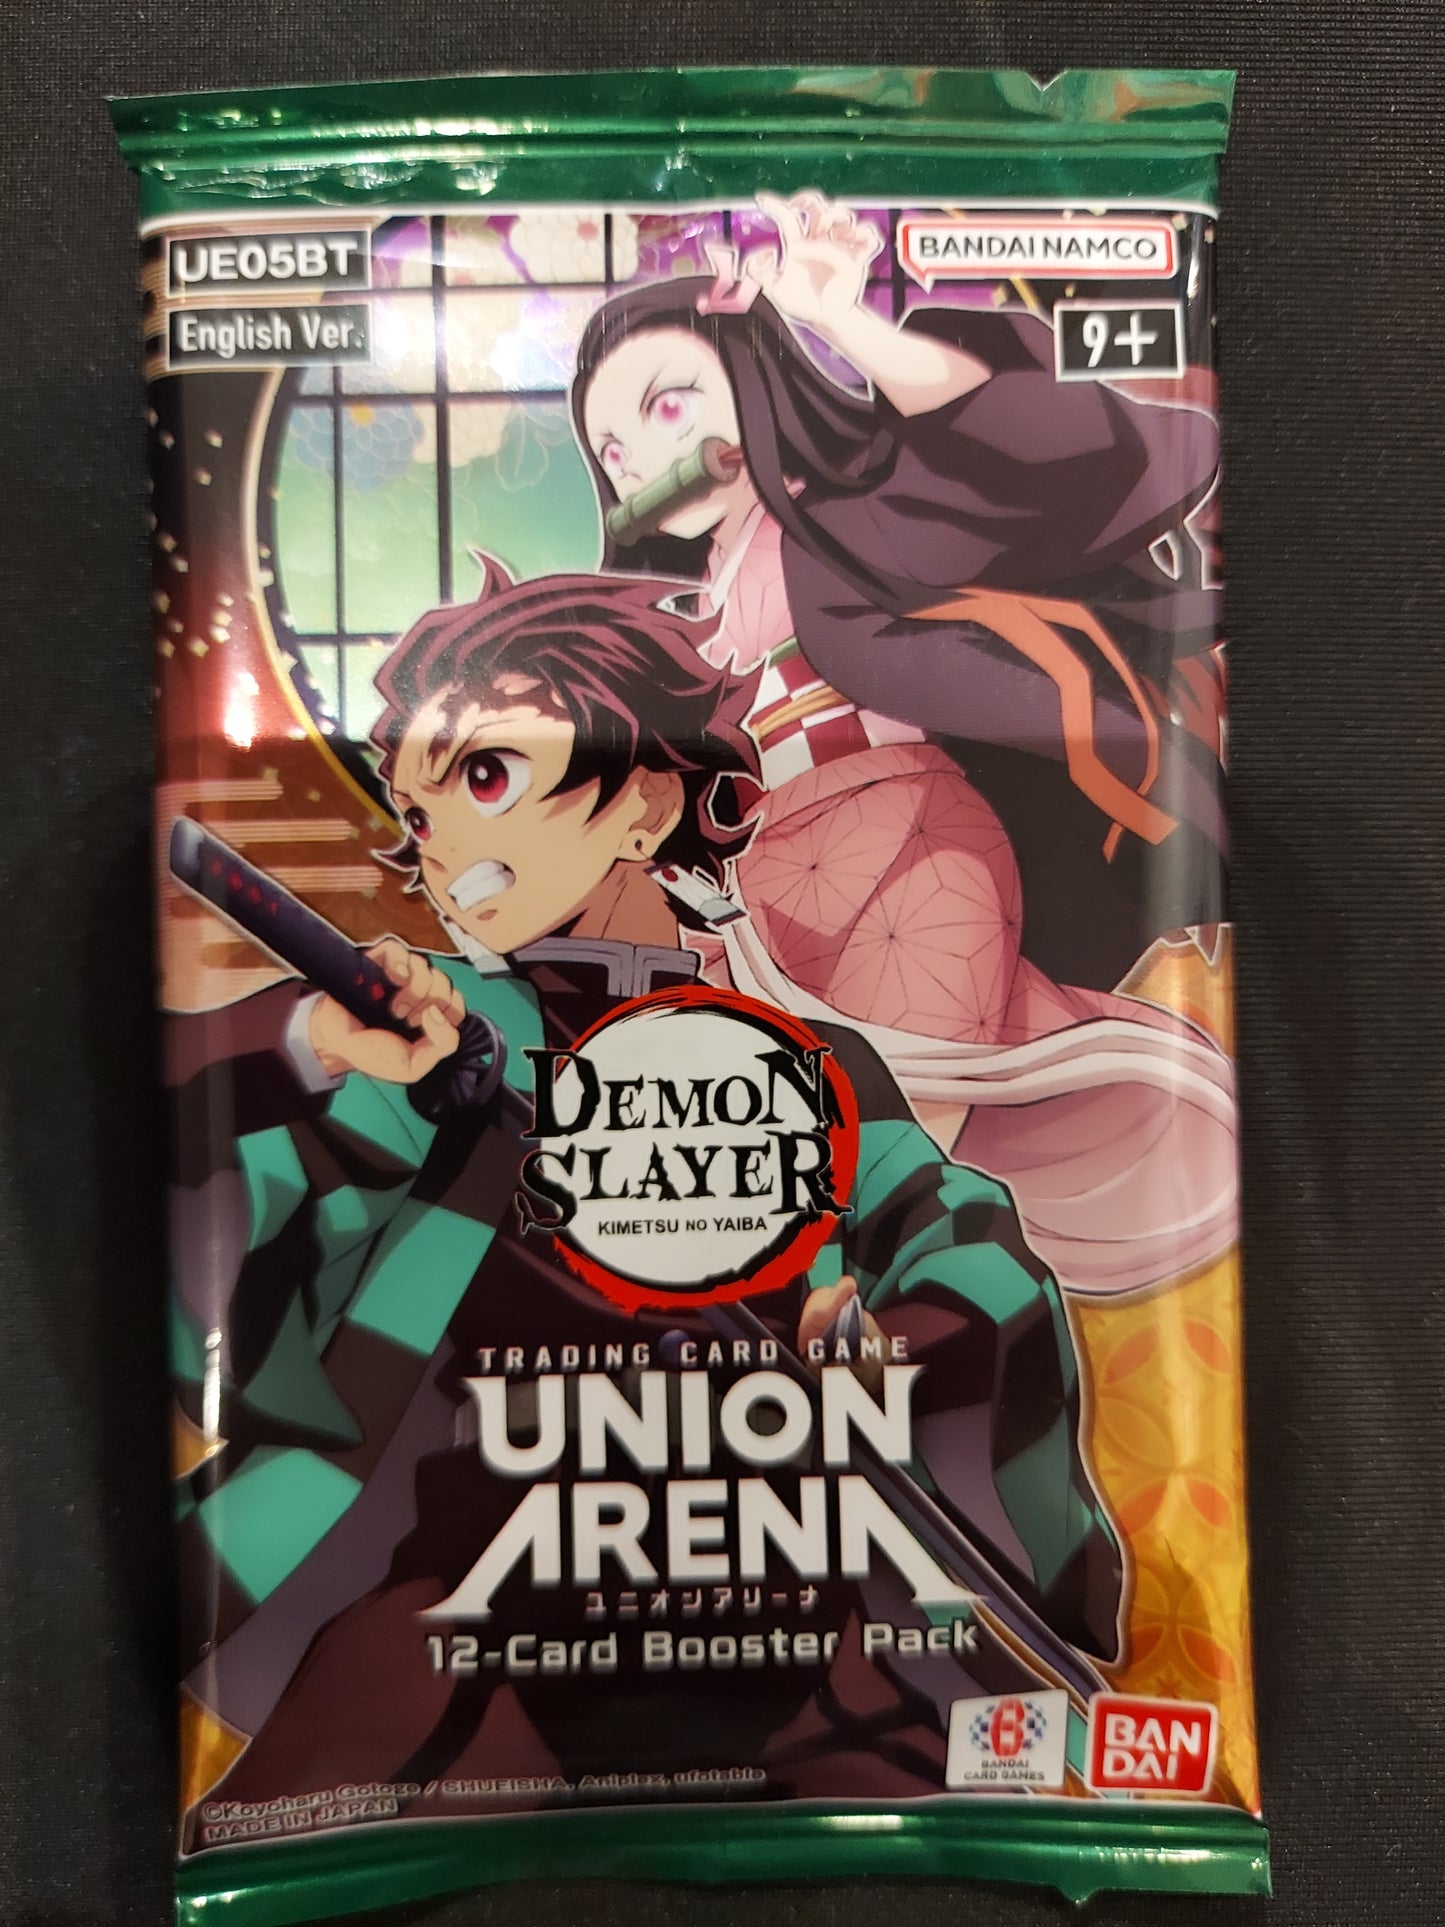 UE05BT
English Ver.
BANDAI NAMCO
9+
DEMON
SLAYER
KIMETSU NO YAIBA
TRADING CARD GAME
UNION
ARENA
ユニオンアリーナ
12-Card Booster Pack
B
BANDAI
CARD GAMES
BAN
DAI
©Koyoharu Gotoge / SHUEISHA, Aniplex, ufotable
MADE IN JAPAN